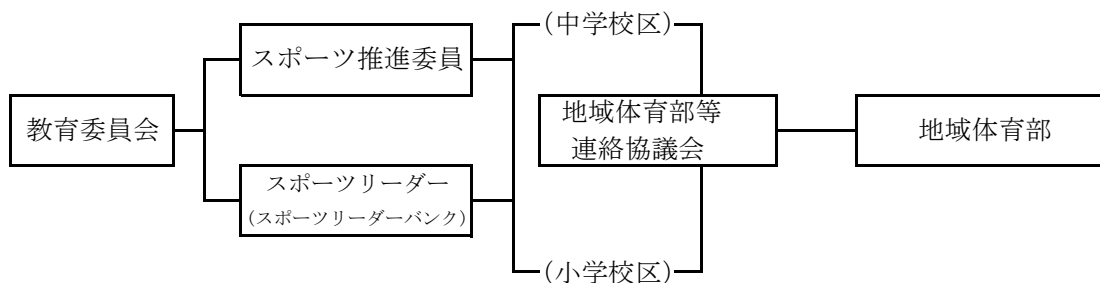 教育委員会
スポーツ推進委員
スポーツリーダー
(スポーツリーダーバンク)
(中学校区)
地域体育部等
連絡協議会
(小学校区)
地域体育部